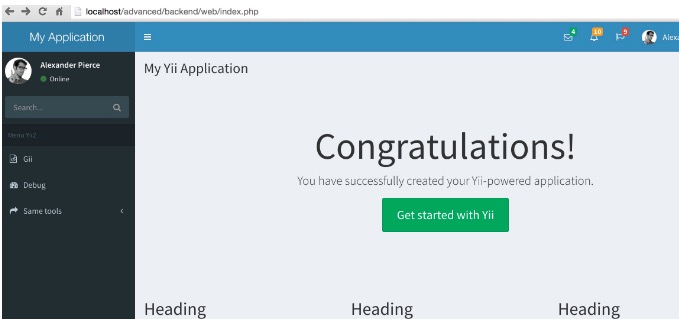 localhost/advanced/backend/web/index.php
My Application
4
10
9
Alexa
Alexander Pierce
Online
My Yii Application
Search...
Menu Yii2
Gii
Debug
Same tools
Congratulations!
You have successfully created your Yii-powered application.
Get started with Yii
Heading
Heading
Heading